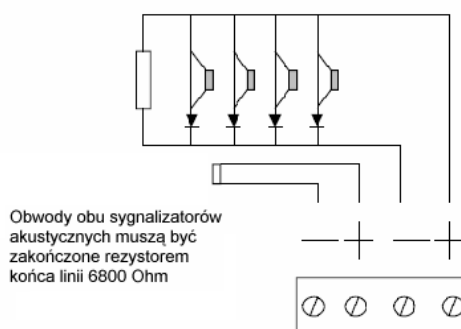 Obwody obu sygnalizatorów
akustycznych muszą być
zakończone rezystorem
końca linii 6800 Ohm